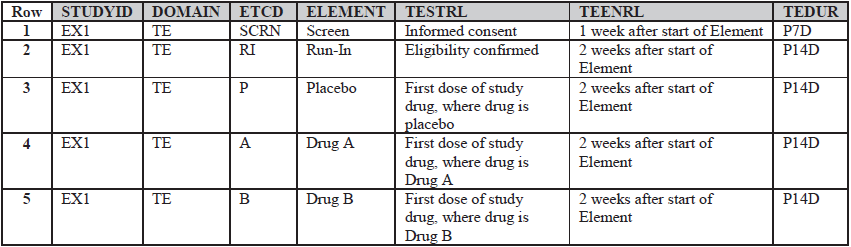 Row STUDYID DOMAIN ETCD ELEMENT TESTRL TEENRL TEDUR
1 EX1 TE SCRN Screen Informed consent 1 week after start of Element P7D
2 EX1 TE RI Run-In Eligibility confirmed 2 weeks after start of P14D
Element
3 EX1 TE P Placebo First dose of study 2 weeks after start of P14D
drug, where drug is Element
placebo
4 EX1 TE A Drug A First dose of study 2 weeks after start of P14D
drug, where drug is Element
Drug A
5 EX1 TE B Drug B First dose of study 2 weeks after start of P14D
drug, where drug is Element
Drug B